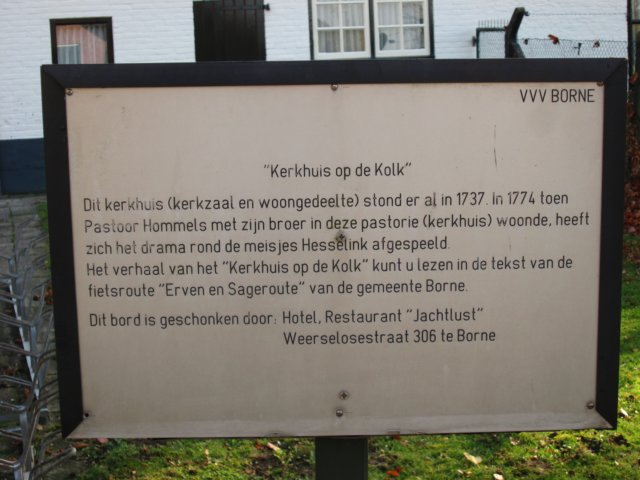 VVV BORNE
"Kerkhuis op de Kolk"
Dit kerkhuis (kerkzaal en woongedeelte) stond er al in 1737. In 1774 toen
Pastoor Hommels met zijn broer in deze pastorie (kerkhuis) woonde, heeft
zich het drama rond de meisjes Hesselink afgespeeld.
Het verhaal van het "Kerkhuis op de Kolk" kunt u lezen in de tekst van de
fietsroute "Erven en Sageroute" van de gemeente Borne.
Dit bord is geschonken door: Hotel, Restaurant "Jachtlust"
Weerselosestraat 306 te Borne